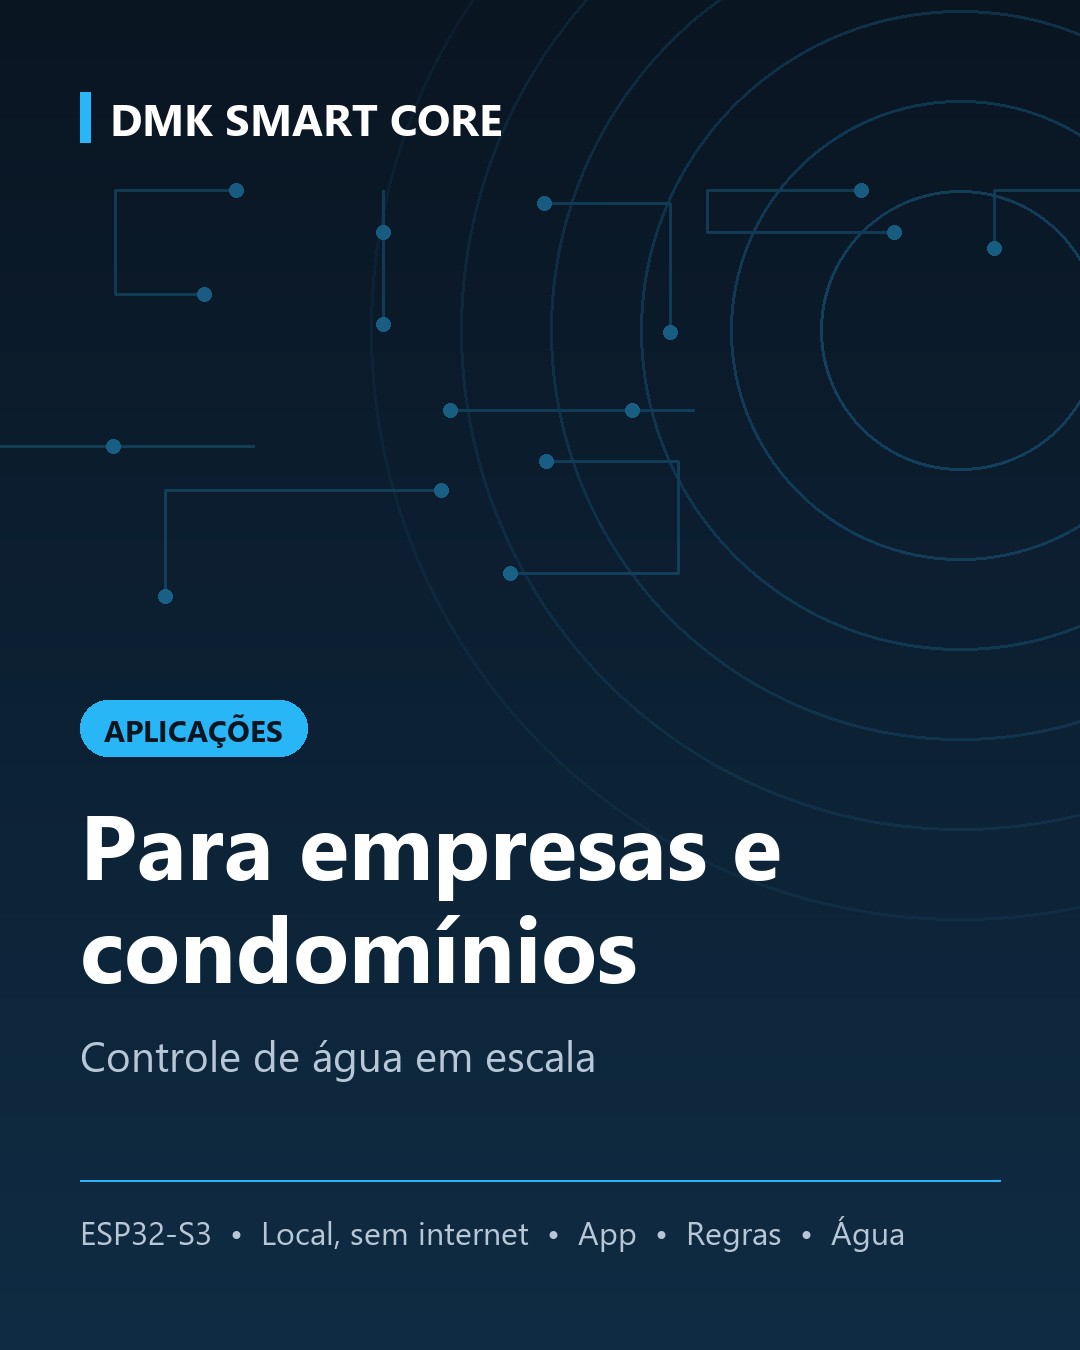 DMK SMART CORE
APLICAÇÕES
Para empresas e
condomínios
Controle de água em escala
ESP32-S3 • Local, sem internet • App • Regras • Água